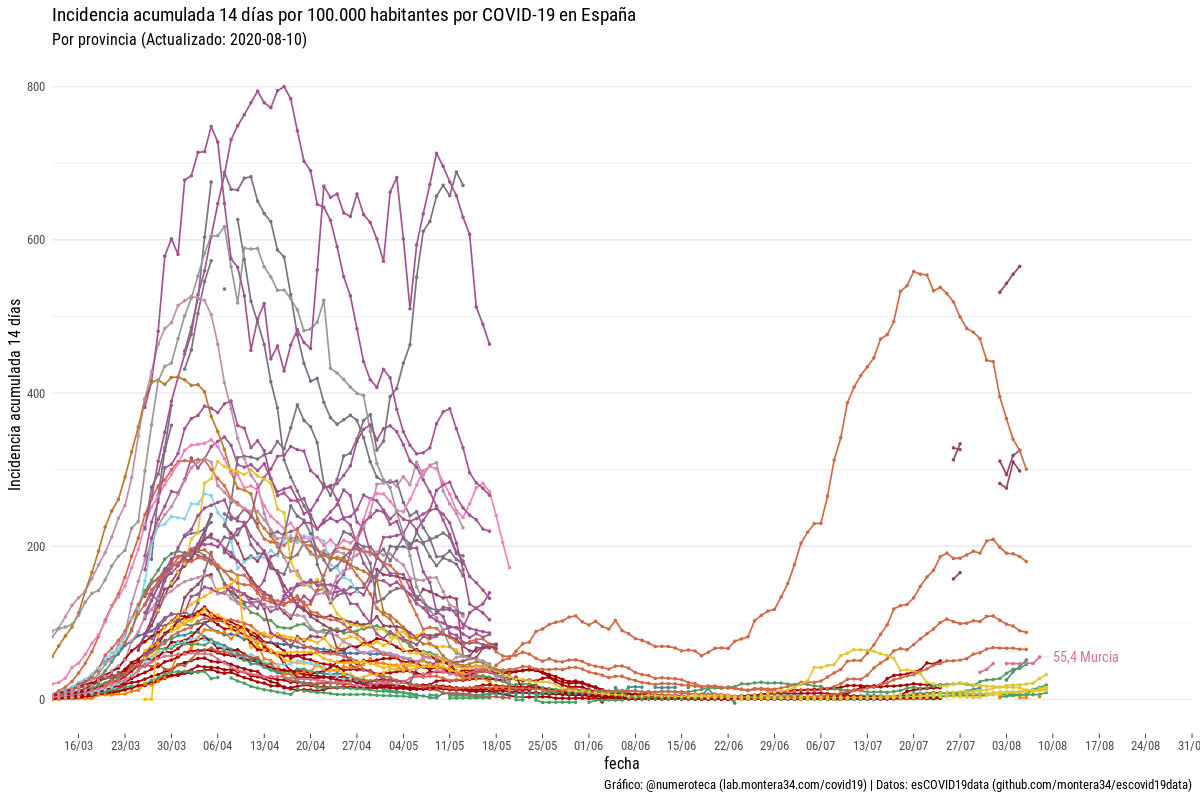 Incidencia acumulada 14 días por 100.000 habitantes por COVID-19 en España
Por provincia (Actualizado: 2020-08-10)
Incidencia acumulada 14 días
800
600
400
200
0
55,4 Murcia
16/03 23/03 30/03 06/04 13/04 20/04 27/04 04/05 11/05 18/05 25/05 01/06 08/06 15/06 22/06 29/06 06/07 13/07 20/07 27/07 03/08 10/08 17/08 24/08 31/0
fecha
Gráfico: @numeroteca (lab.montera34.com/covid19) | Datos: esCOVID19data (github.com/montera34/escovid19data)